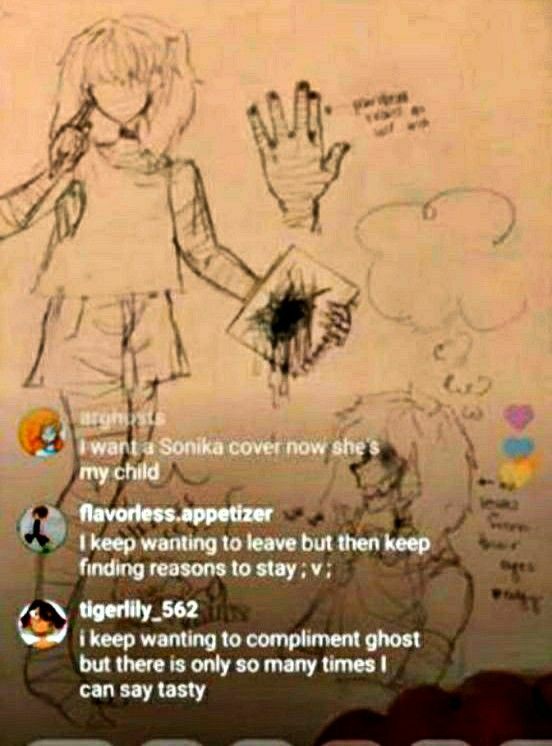 arghosts
I want a Sonika cover now she's
my child
flavorless.appetizer
I keep wanting to leave but then keep
finding reasons to stay ; v ;
tigerlily_562
i keep wanting to compliment ghost
but there is only so many times I
can say tasty